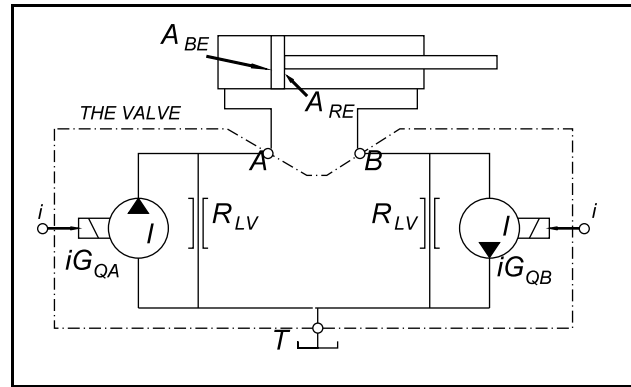 A BE
A RE
THE VALVE
A B
i I R LV R LV I i
iG QA iG QB
T